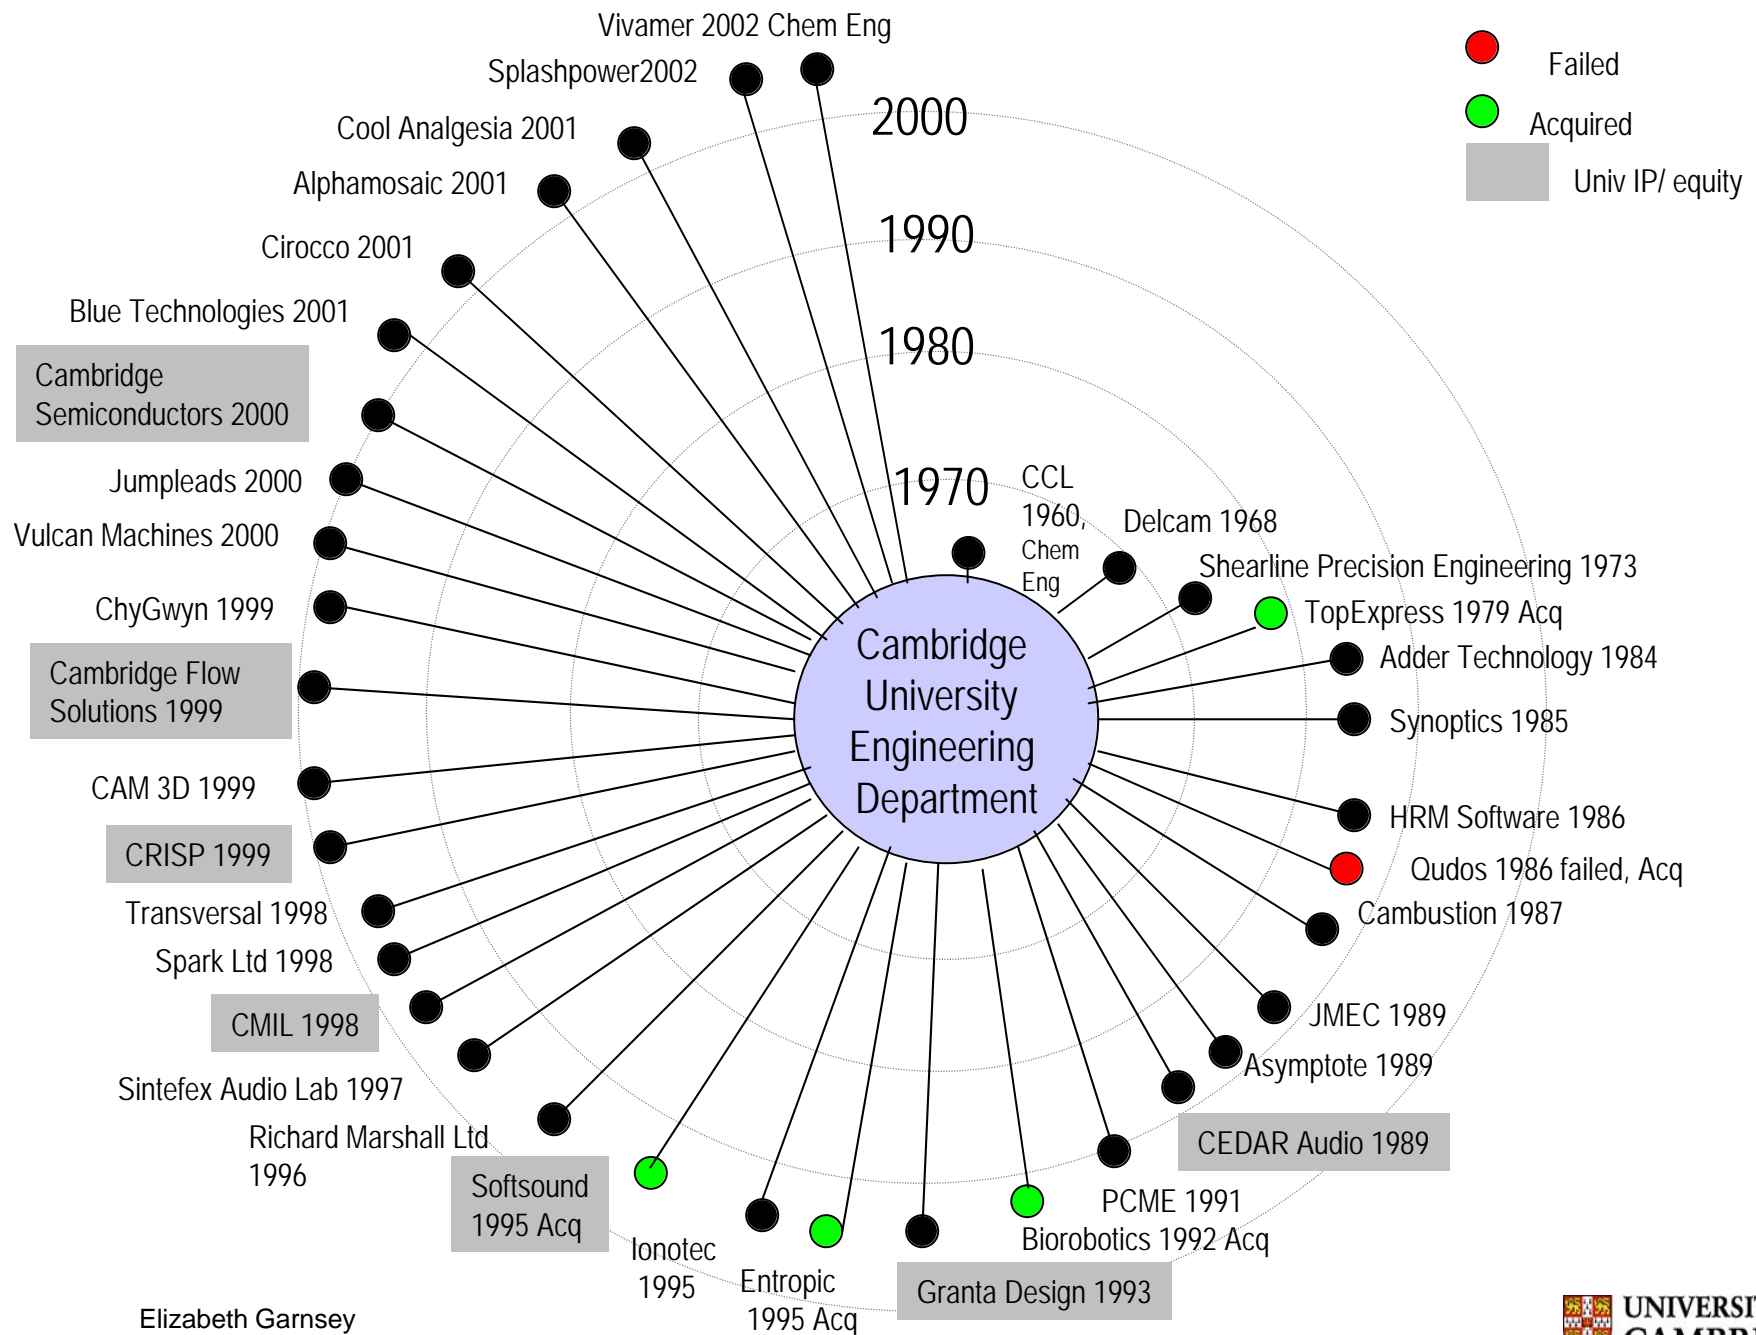 Vivamer 2002 Chem Eng
Splashpower2002
Cool Analgesia 2001
Alphamosaic 2001
Cirocco 2001
Blue Technologies 2001
Cambridge
Semiconductors 2000
Jumpleads 2000
Vulcan Machines 2000
ChyGwyn 1999
Cambridge Flow
Solutions 1999
CAM 3D 1999
CRISP 1999
Transversal 1998
Spark Ltd 1998
CMIL 1998
Sintefex Audio Lab 1997
Richard Marshall Ltd
1996
Softsound
1995 Acq
Ionotec
1995
Entropic
1995 Acq
Granta Design 1993
Biorobotics 1992 Acq
PCME 1991
CEDAR Audio 1989
Asymptote 1989
JMEC 1989
Cambustion 1987
Qudos 1986 failed, Acq
HRM Software 1986
Synoptics 1985
Adder Technology 1984
TopExpress 1979 Acq
Shearline Precision Engineering 1973
Delcam 1968
CCL
1960,
Chem
Eng
2000
1990
1980
1970
Cambridge
University
Engineering
Department
Failed
Acquired
Univ IP/ equity
Elizabeth Garnsey